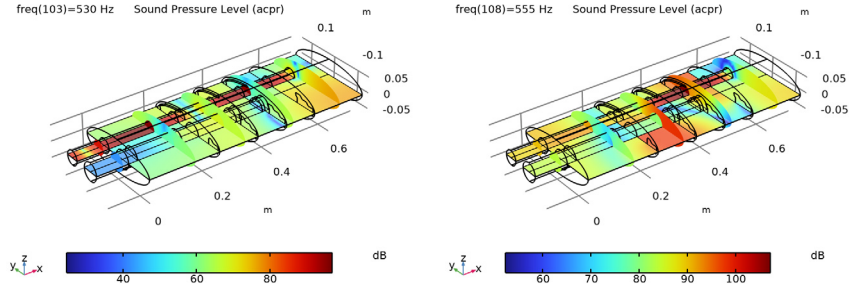 freq(103)=530 Hz Sound Pressure Level (acpr)
m
0.1
-0.1
0.05
0
-0.05
0.6
0.4
0.2
m
0
y z x
dB
40 60 80
freq(108)=555 Hz Sound Pressure Level (acpr)
m
0.1
-0.1
0.05
0
-0.05
0.6
0.4
0.2
m
0
y z x
dB
60 70 80 90 100